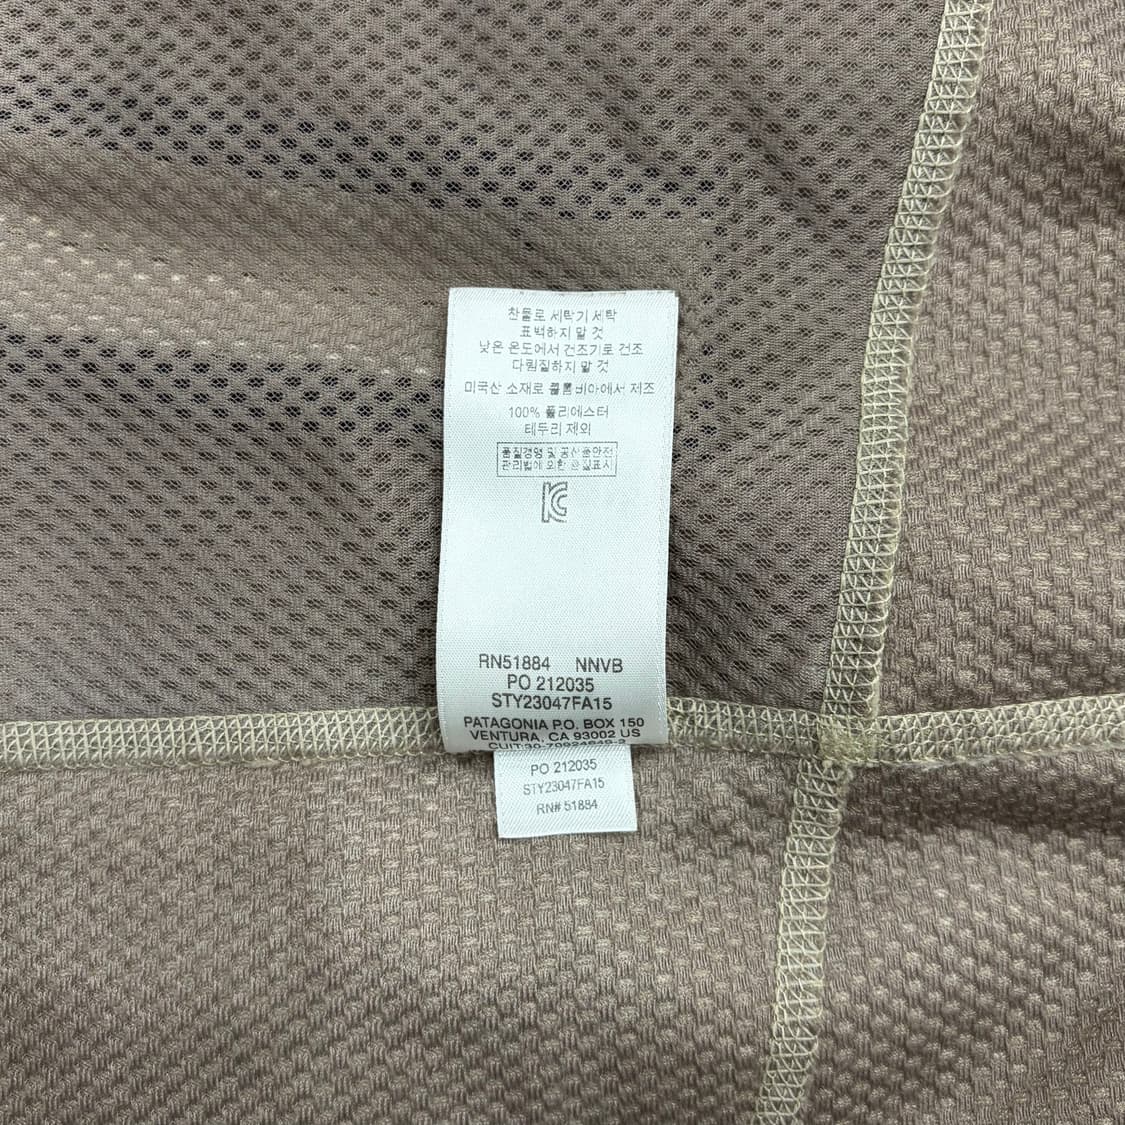 찬물로 세탁기 세탁
표백하지 말 것
낮은 온도에서 건조기로 건조
다림질하지 말 것
미국산 소재로 콜롬비아에서 제조
100% 폴리에스터
테두리 제외
품질경영 및 공산품안전
관리법에 의한 품질표시
RN51884 NNVB
PO 212035
STY23047FA15
PATAGONIA P.O. BOX 150
VENTURA, CA 93002 US
PO 212035
STY23047FA15
RN# 51884